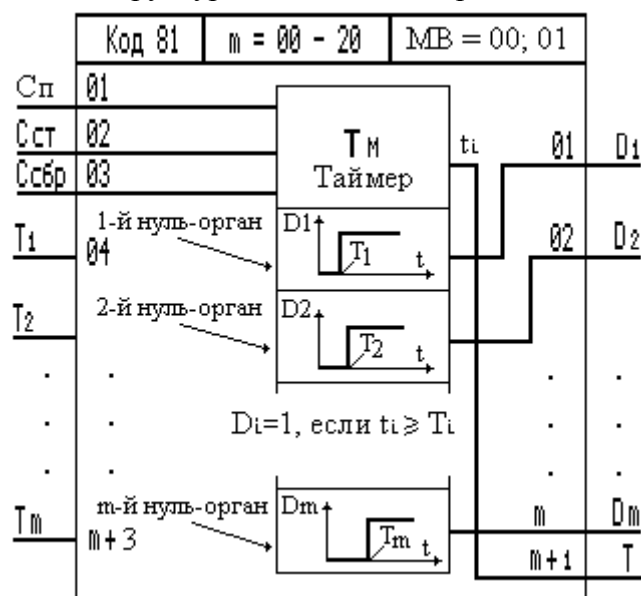 Код 81 m = 00 - 20 МВ = 00; 01
Сп 01
Сст 02 Тм ti 01 D1
Ссбр 03 Таймер
1-й нуль-орган D1
T1 04 T1 t 02 D2
2-й нуль-орган D2
T2 T2 t
Di=1, если ti ⩾ Ti
m-й нуль-орган Dm m Dm
Tm m+3 Tm t m+1 T